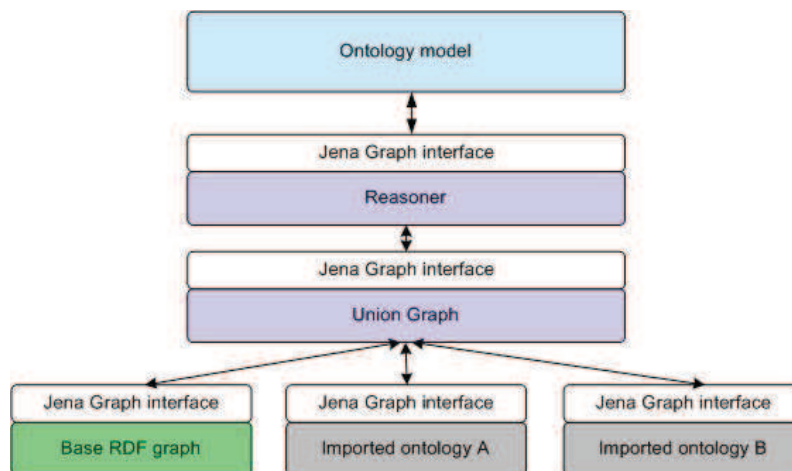 Ontology model
Jena Graph interface
Reasoner
Jena Graph interface
Union Graph
Jena Graph interface
Jena Graph interface
Jena Graph interface
Base RDF graph
Imported ontology A
Imported ontology B